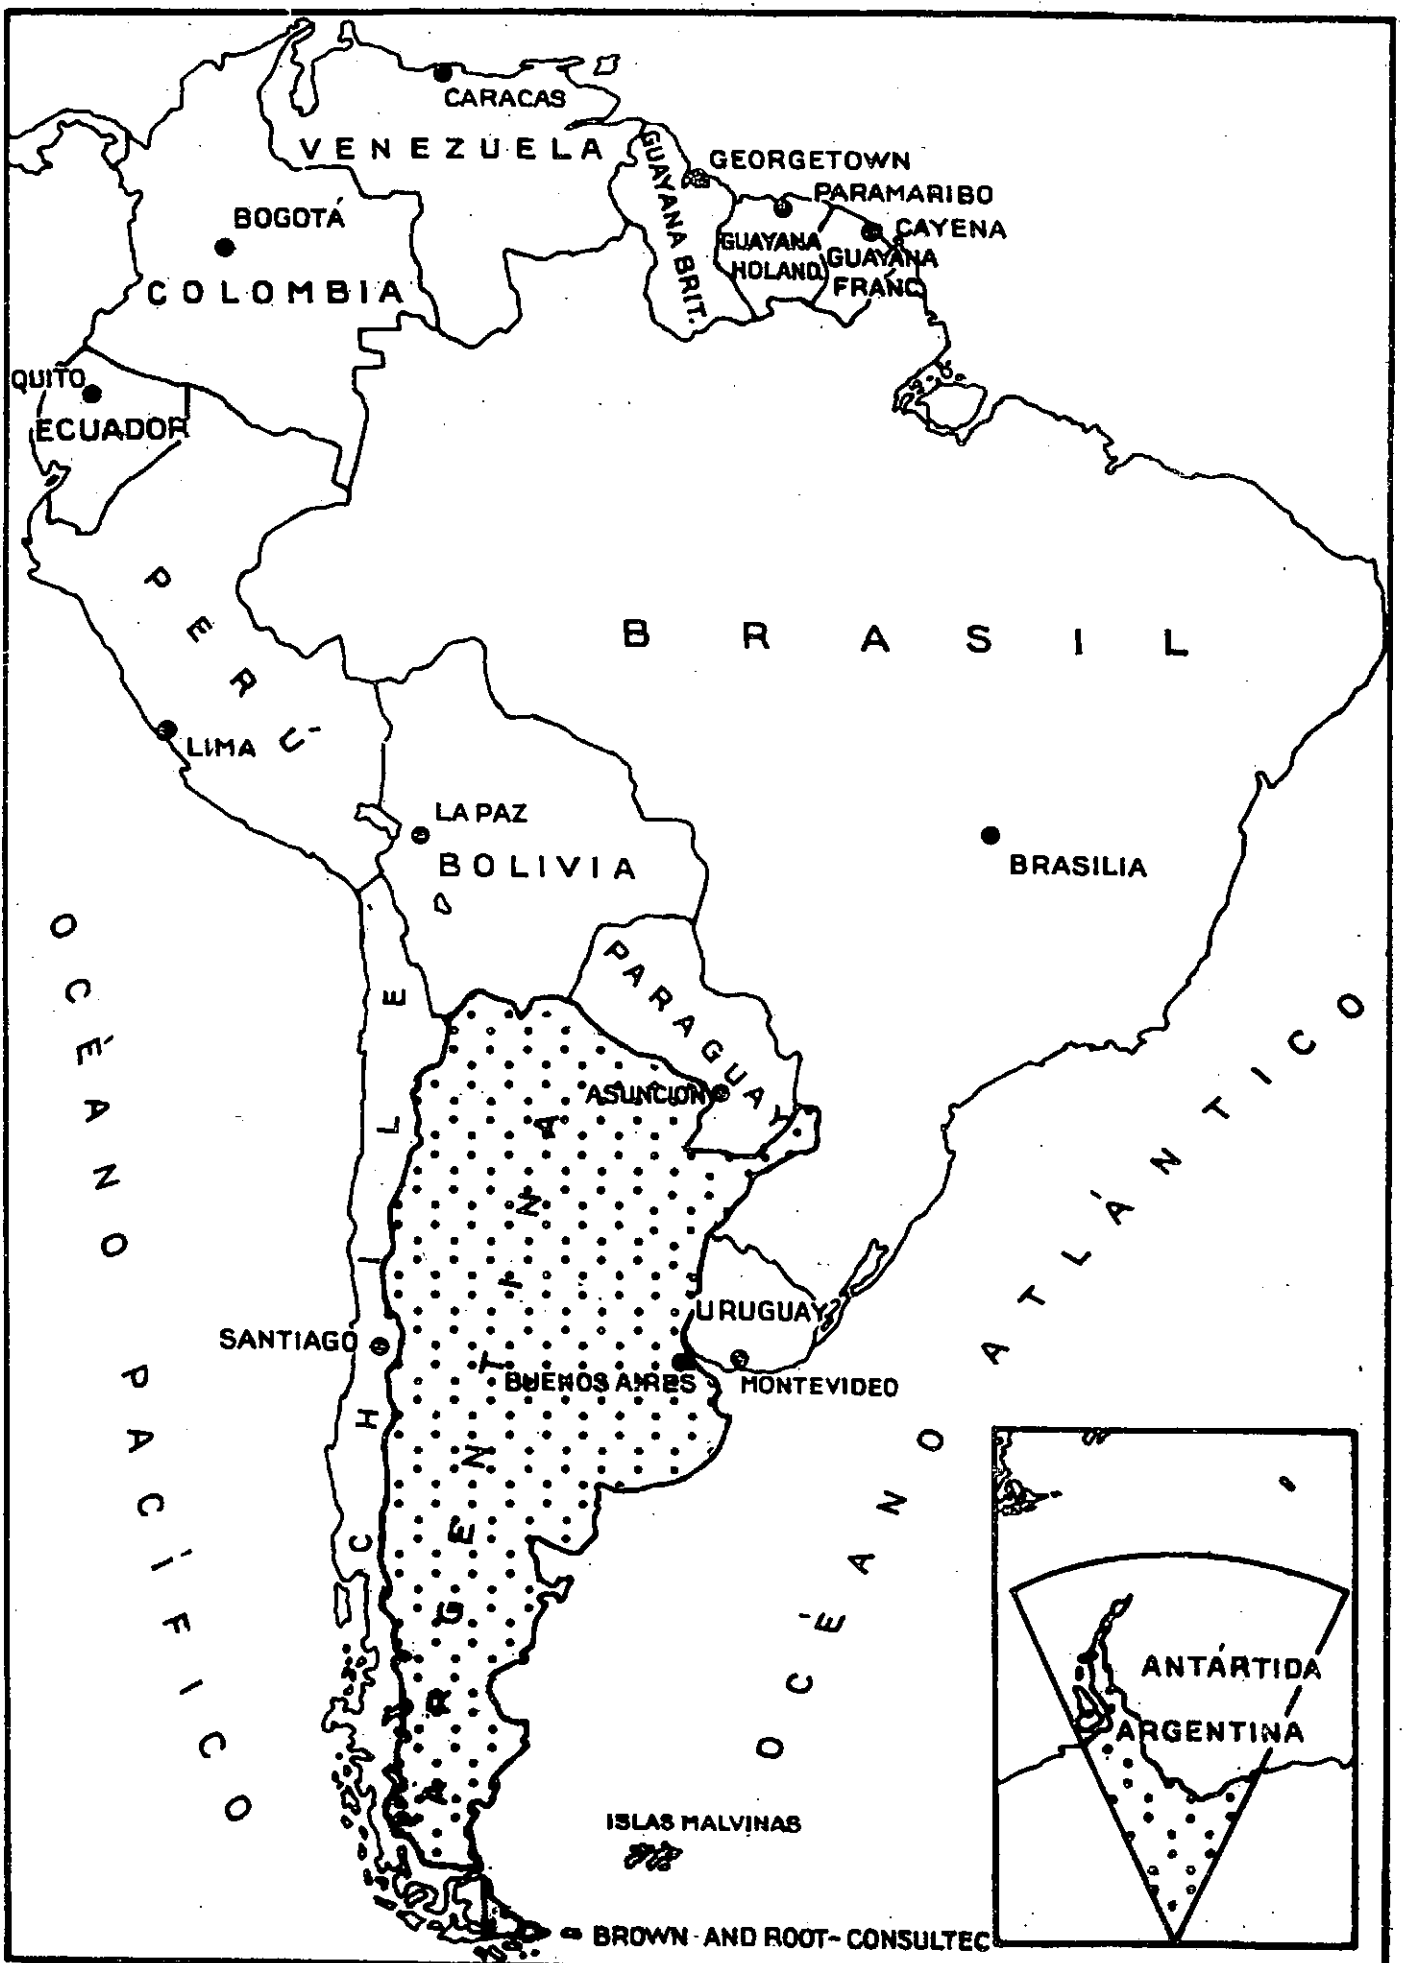 CARACAS
VENEZUELA
GUAYANA BRIT.
GEORGETOWN
PARAMARIBO
CAYENA
GUAYANA
HOLAND.
GUAYANA
FRANC.
BOGOTÁ
COLOMBIA
QUITO
ECUADOR
PERÚ
BRASIL
LIMA
LA PAZ
BOLIVIA
BRASILIA
PARAGUAY
ASUNCION
CHILE
ARGENTINA
URUGUAY
SANTIAGO
BUENOS AIRES
MONTEVIDEO
OCÉANO PACÍFICO
OCÉANO ATLÁNTICO
ANTÁRTIDA
ARGENTINA
ISLAS MALVINAS
BROWN AND ROOT- CONSULTEC